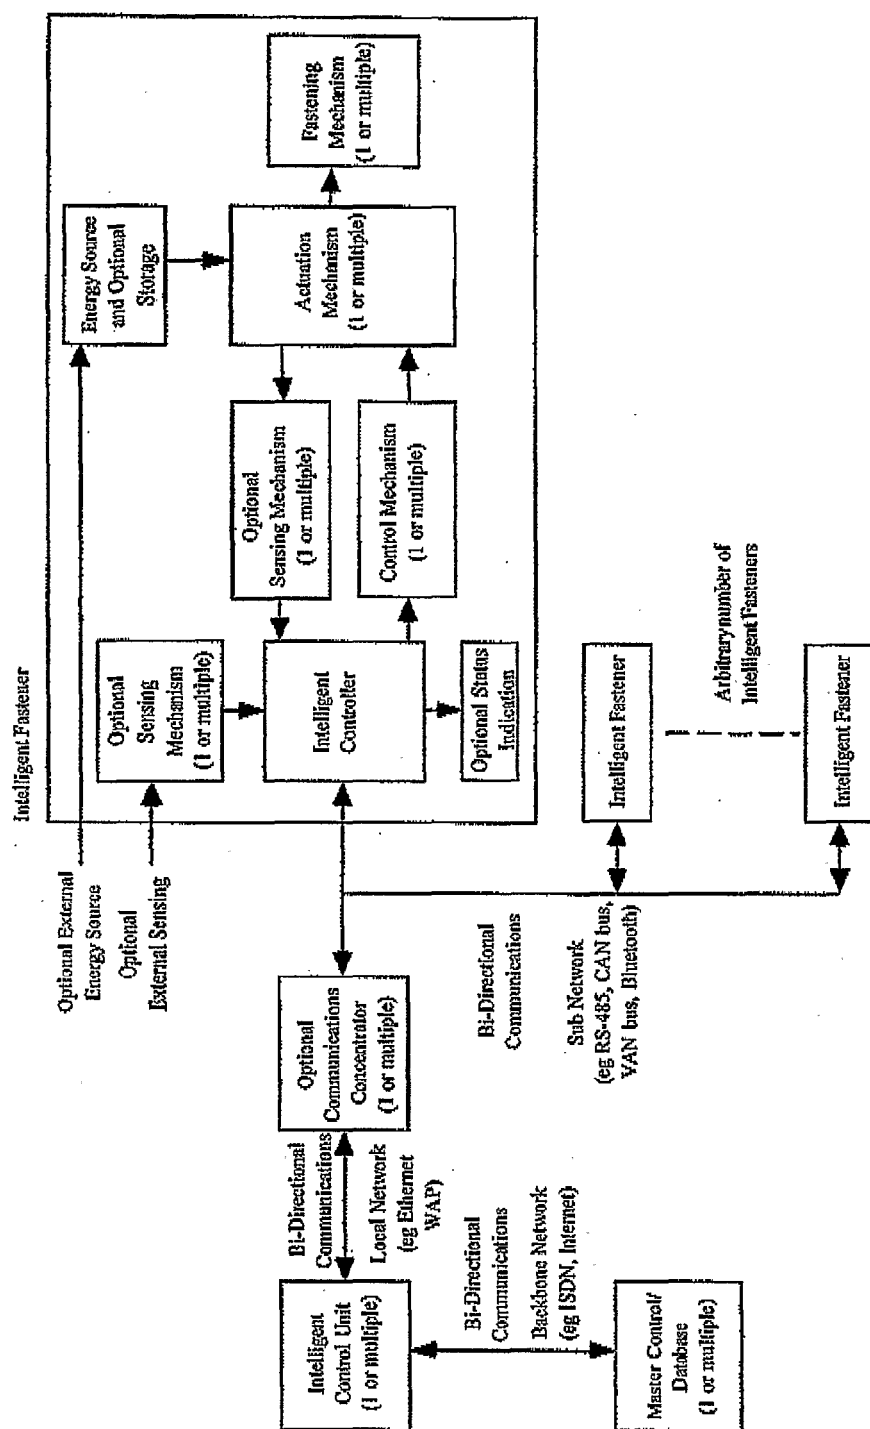 Intelligent Fastener
Optional External
Energy Source
Optional
External Sensing
Energy Source
and Optional
Storage
Fastening
Mechanism
(1 or multiple)
Actuation
Mechanism
(1 or multiple)
Optional
Sensing Mechanism
(1 or multiple)
Control Mechanism
(1 or multiple)
Optional
Sensing
Mechanism
(1 or multiple)
Intelligent
Controller
Optional Status
Indication
Intelligent Control Unit
(1 or multiple)
Bi-Directional
Communications
Local Network
(eg Ethernet
WAP)
Optional
Communications
Concentrator
(1 or multiple)
Bi-Directional
Communications
Sub Network
(eg RS-485, CAN bus,
VAN bus, Bluetooth)
Intelligent Fastener
Arbitrary number of
Intelligent Fasteners
Intelligent Fastener
Bi-Directional
Communications
Backbone Network
(eg ISDN, Internet)
Master Control/
Database
(1 or multiple)